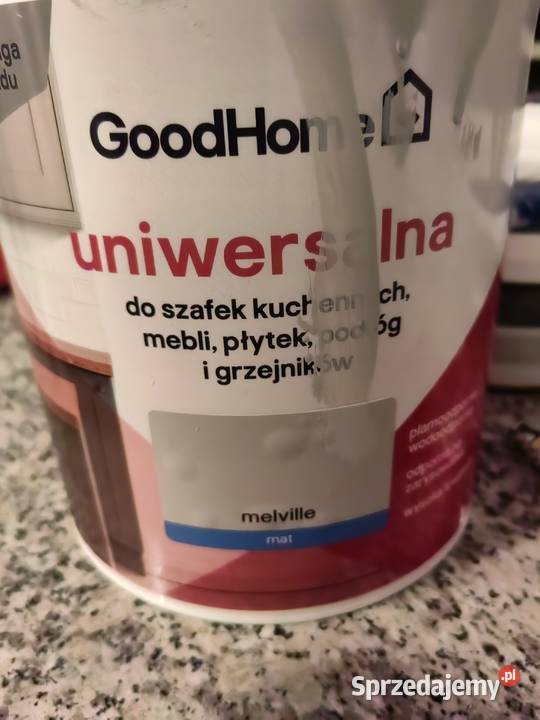 GoodHome
uniwersalna
do szafek kuchennych,
mebli, płytek, podłóg
i grzejników
melville
mat
Sprzedajemy.pl